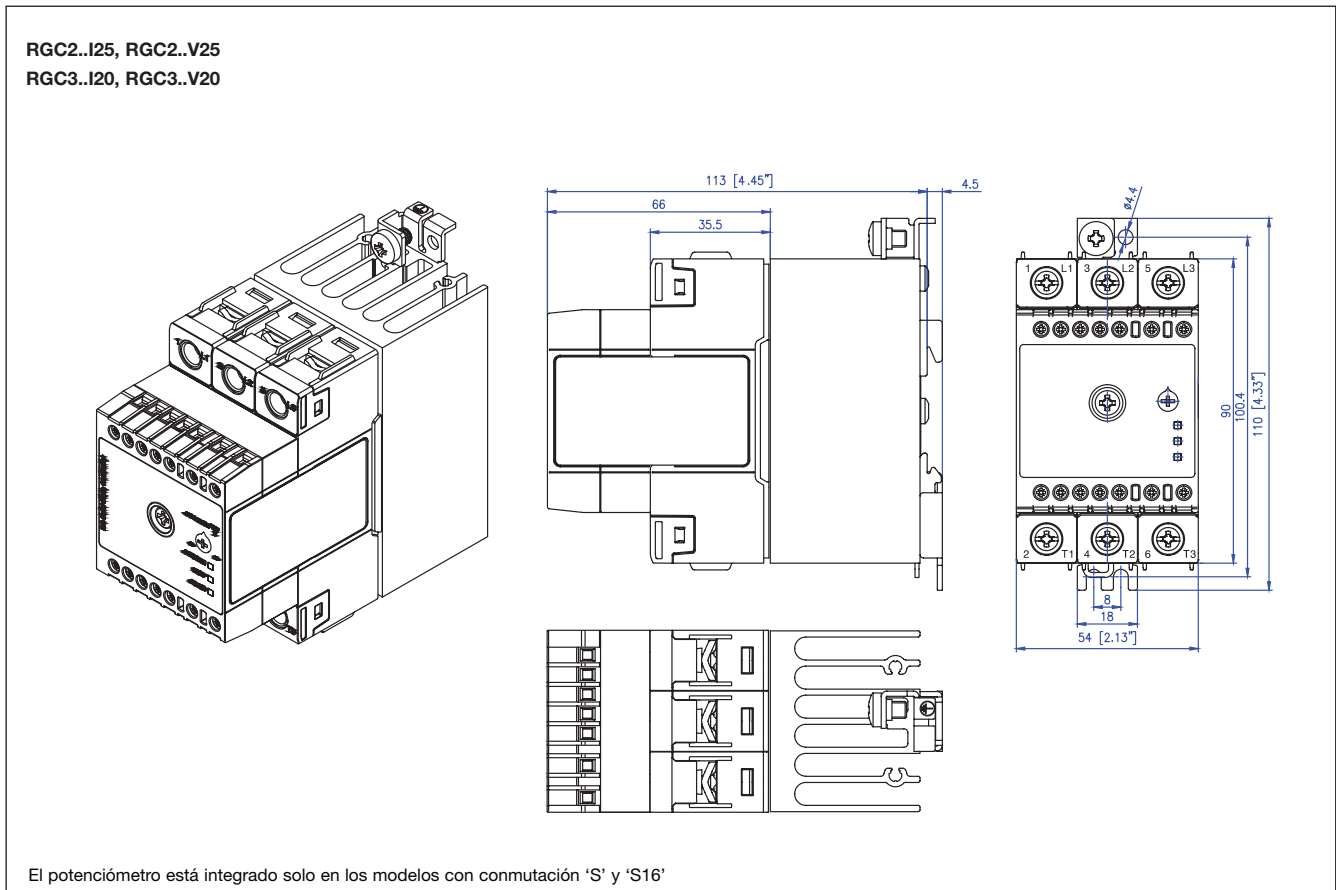 RGC2..I25, RGC2..V25
RGC3..I20, RGC3..V20
113 [4.45"]
4.5
66
35.5
ø4.4
1 L1 3 L2 5 L3
90
100.4
110 [4.33"]
2 T1 4 T2 6 T3
8
18
54 [2.13"]
El potenciómetro está integrado solo en los modelos con conmutación ‘S’ y ‘S16’